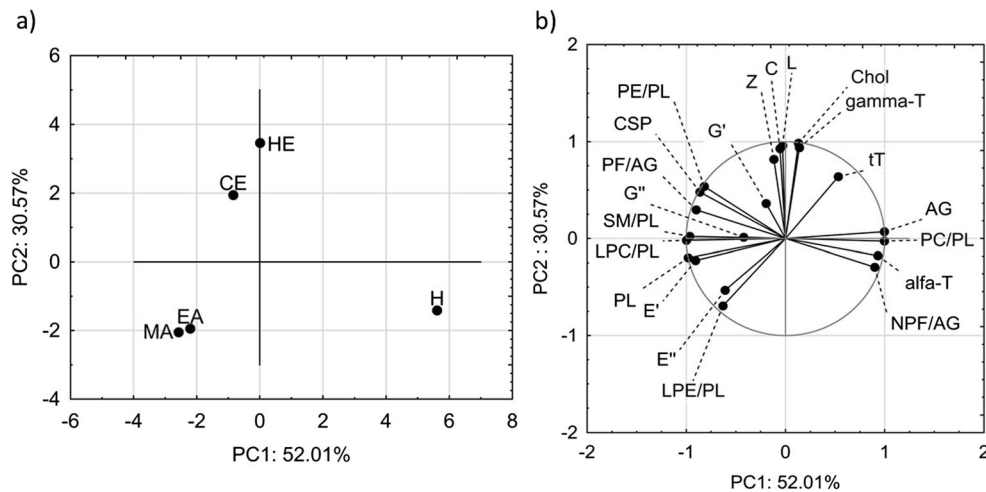 a)
6
4
2
0
-2
-4
-6 -4 -2 0 2 4 6 8
PC2: 30.57%
PC1: 52.01%
HE
CE
H
EA
MA
b)
2
1
0
-1
-2
-2 -1 0 1 2
PC2 : 30.57%
PC1: 52.01%
Z C L
Chol
gamma-T
PE/PL
CSP
G'
PF/AG
tT
G"
AG
SM/PL
PC/PL
LPC/PL
alfa-T
PL
E'
NPF/AG
E"
LPE/PL